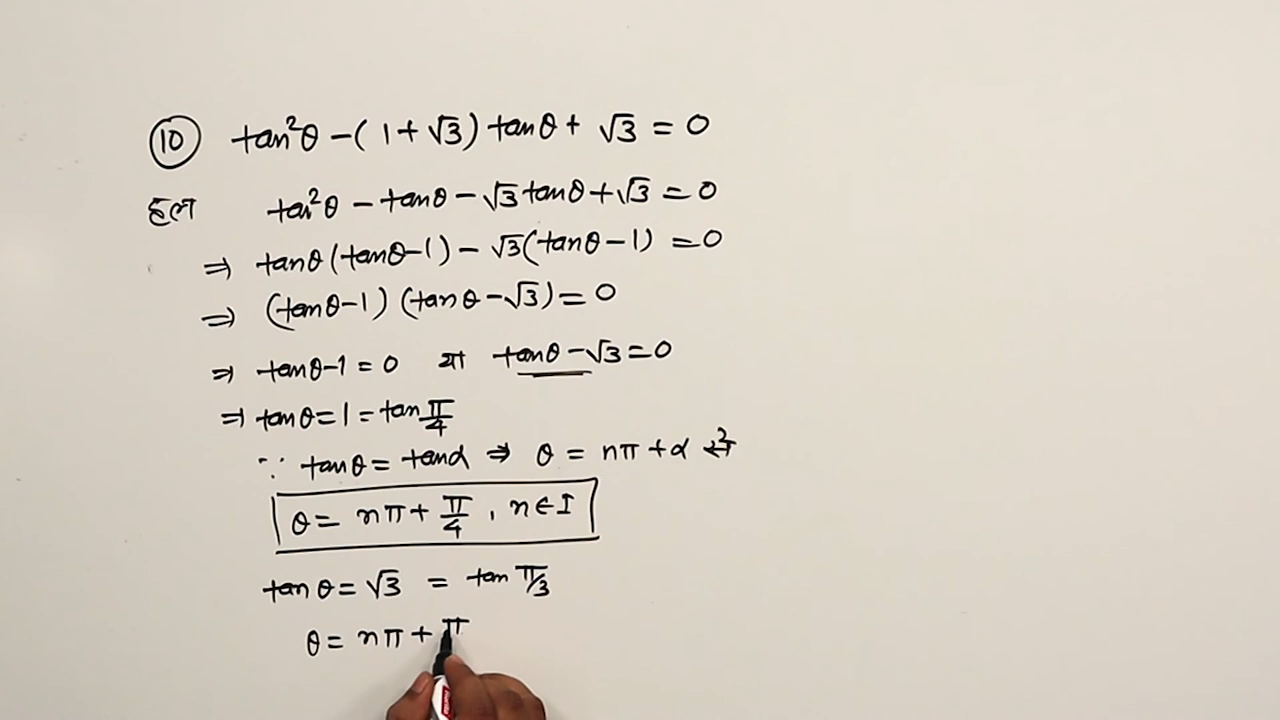 ⑩ tan²θ - (1 + √3) tanθ + √3 = 0
हल tan²θ - tanθ - √3 tanθ + √3 = 0
⇒ tanθ (tanθ - 1) - √3 (tanθ - 1) = 0
⇒ (tanθ - 1) (tanθ - √3) = 0
⇒ tanθ - 1 = 0 या tanθ - √3 = 0
⇒ tanθ = 1 = tan π/4
∵ tanθ = tanα ⇒ θ = nπ + α से
θ = nπ + π/4 , n ∈ I
tanθ = √3 = tan π/3
θ = nπ + π